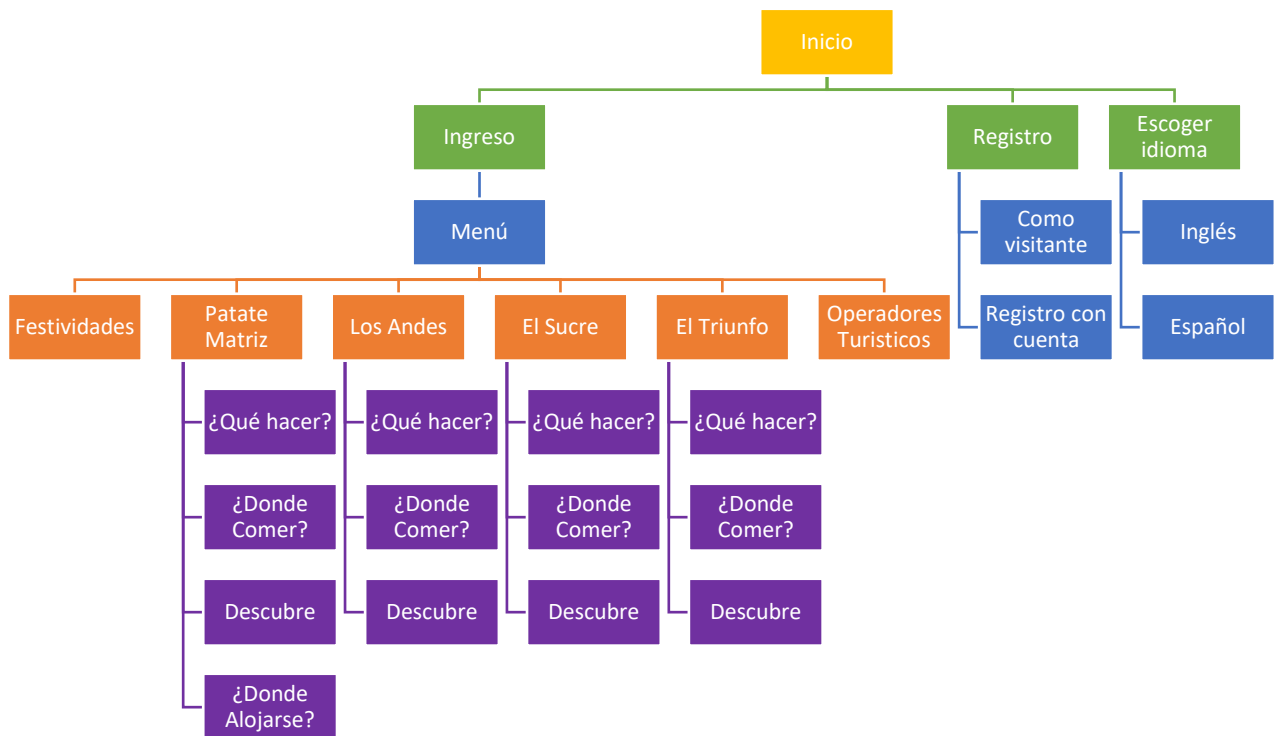 Inicio
Ingreso
Registro
Escoger
idioma
Menú
Como
visitante
Inglés
Festividades
Patate
Matriz
Los Andes
El Sucre
El Triunfo
Operadores
Turisticos
Registro con
cuenta
Español
¿Qué hacer?
¿Qué hacer?
¿Qué hacer?
¿Qué hacer?
¿Donde
Comer?
¿Donde
Comer?
¿Donde
Comer?
¿Donde
Comer?
Descubre
Descubre
Descubre
Descubre
¿Donde
Alojarse?